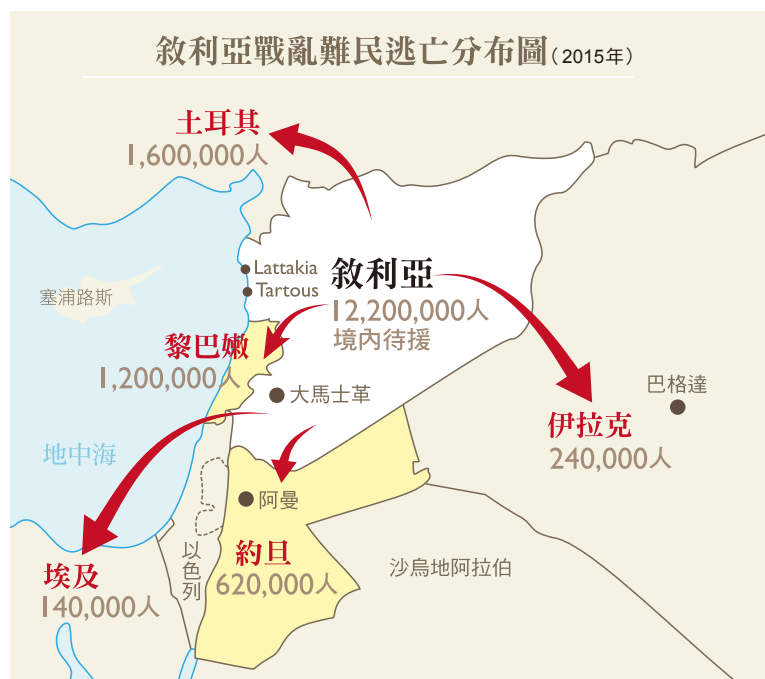 敘利亞戰亂難民逃亡分布圖（2015年）
土耳其
1,600,000人
Lattakia
Tartous
塞浦路斯
敘利亞
12,200,000人
境內待援
黎巴嫩
1,200,000人
大馬士革
巴格達
伊拉克
240,000人
地中海
阿曼
以色列
約旦
620,000人
沙烏地阿拉伯
埃及
140,000人